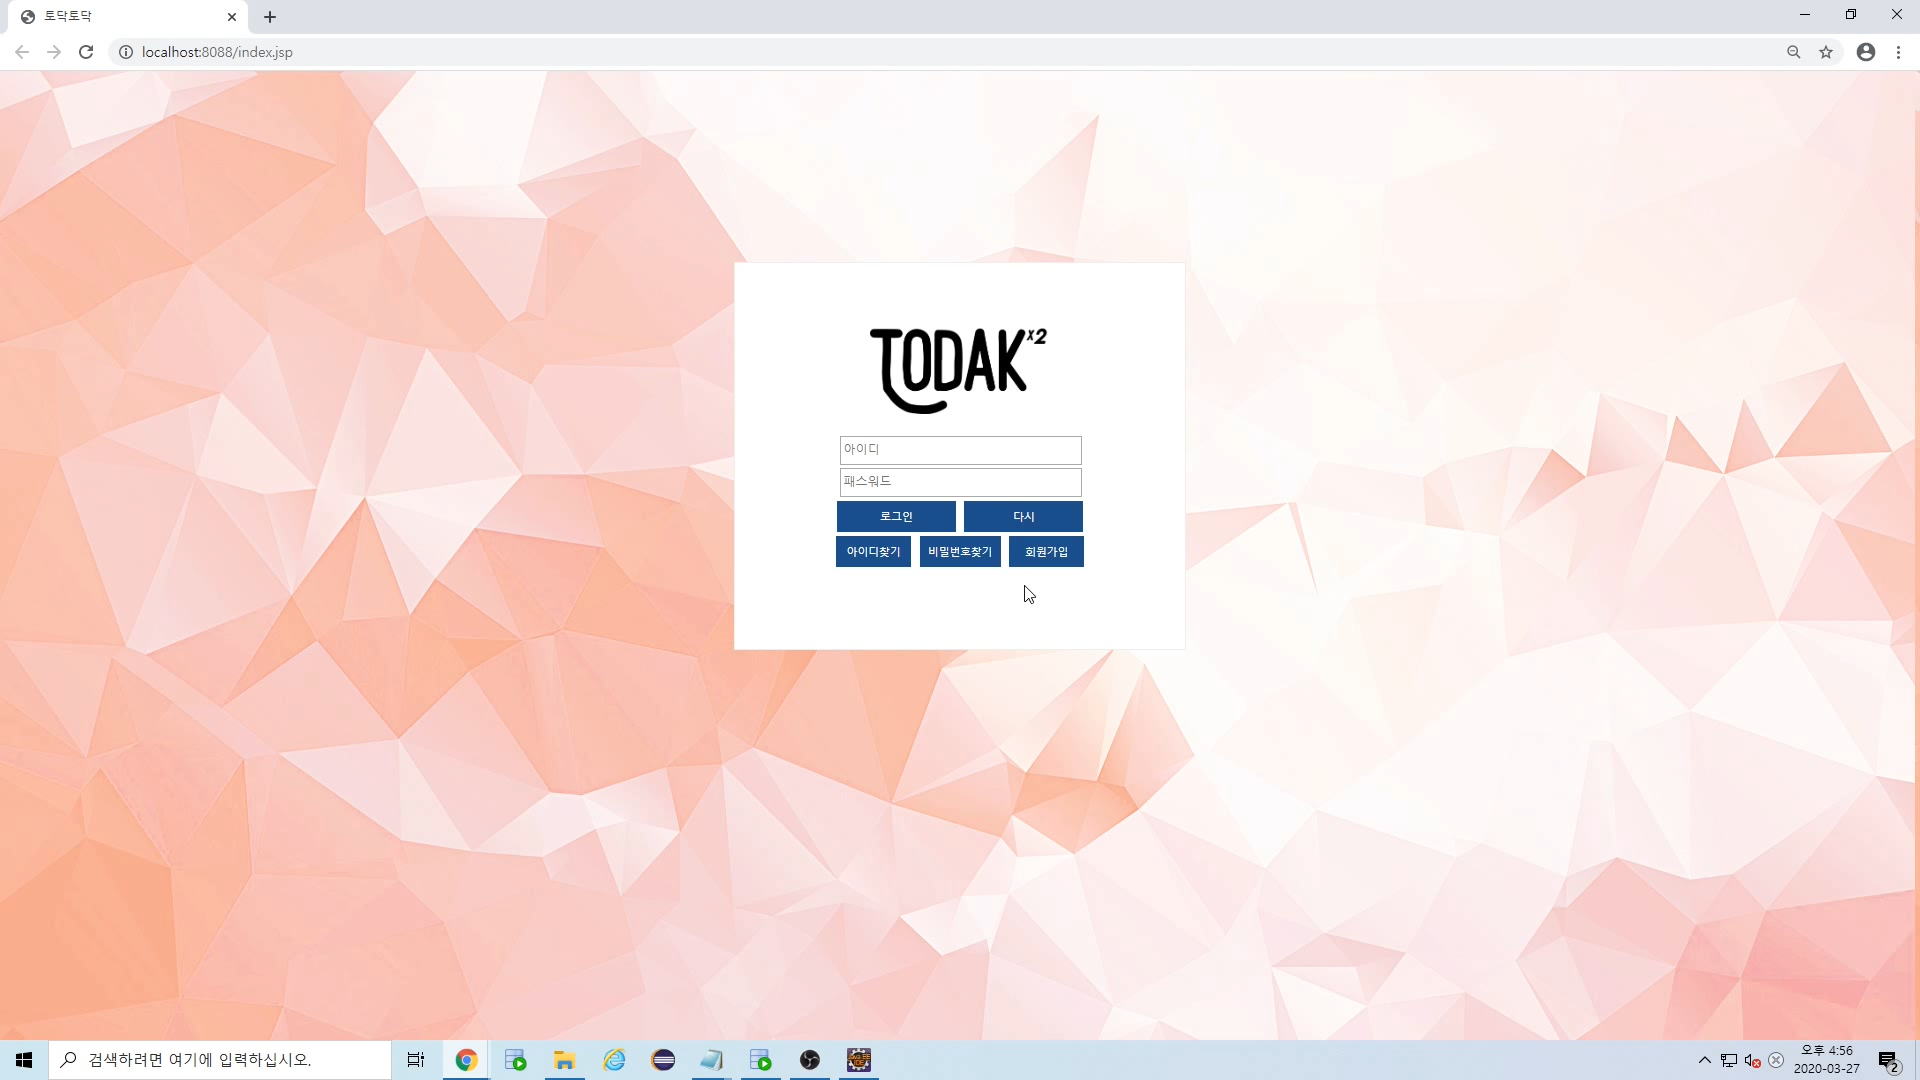 토닥토닥
localhost:8088/index.jsp
TODAK x2
아이디
패스워드
로그인 다시
아이디찾기 비밀번호찾기 회원가입
검색하려면 여기에 입력하십시오.
오후 4:56
2020-03-27
2